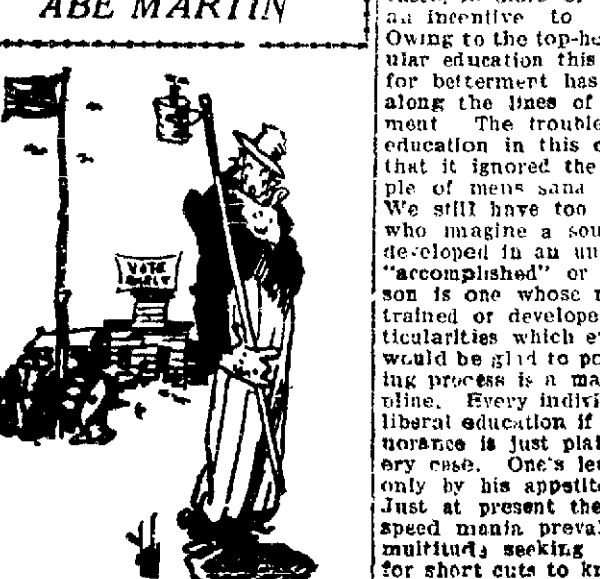 ABE MARTIN
VOTE
EARLY
an incentive to
Owing to the top-he
ular education this
for betterment has
along the lines of
ment The trouble
education in this c
that it ignored the
ple of mens sana
We still have too
who imagine a sou
developed in an un
"accomplished" or
son is one whose n
trained or develope
ticularities which e
would be glad to po
ing process is a ma
pline. Every indivi
liberal education if
norance is just plai
ery case. One's le
only by his appetite
Just at present the
speed mania preval
multitude seeking
for short cuts to k